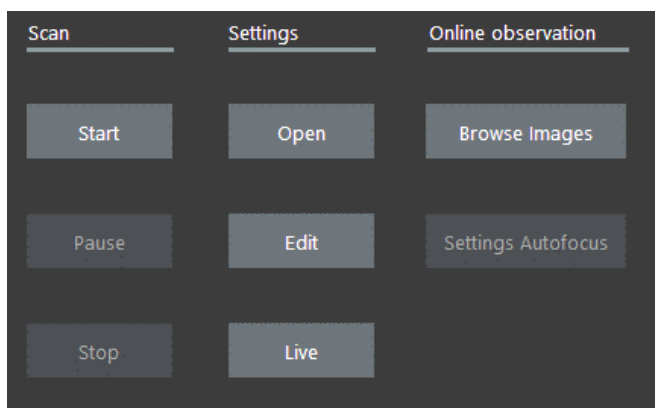 Scan
Settings
Online observation
Start
Open
Browse Images
Pause
Edit
Settings Autofocus
Stop
Live